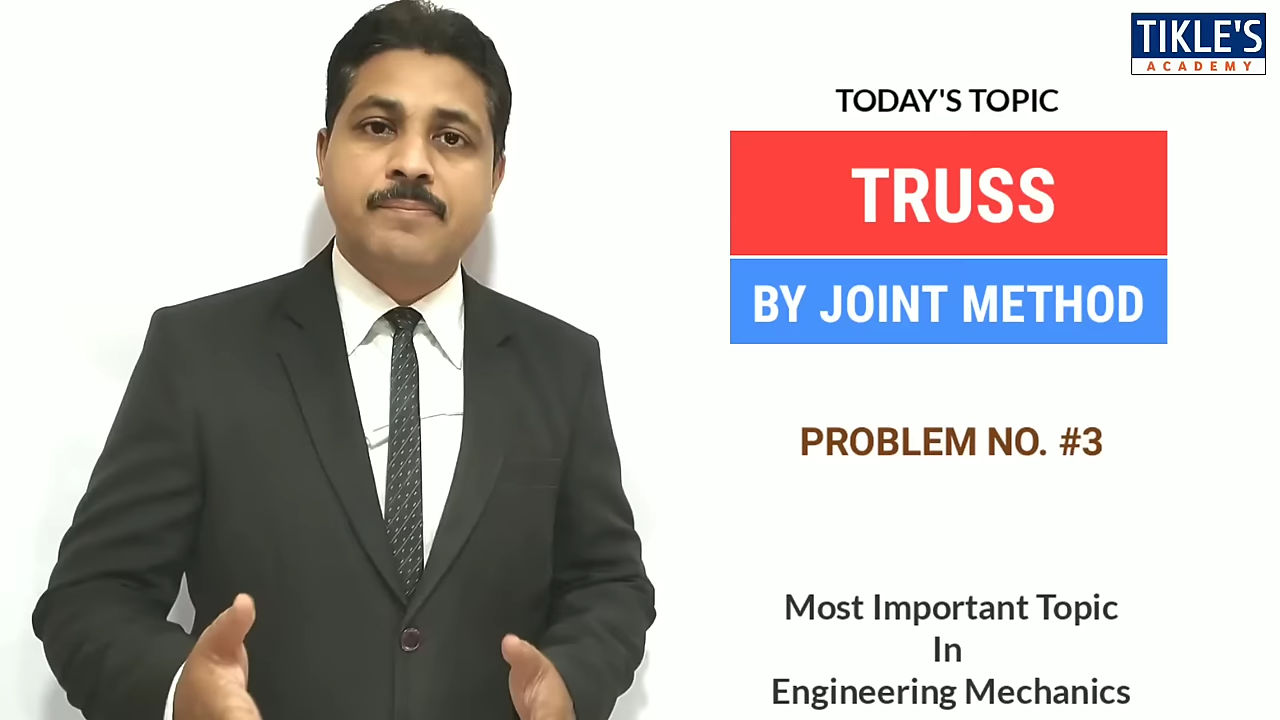 TIKLE'S
ACADEMY
TODAY'S TOPIC
TRUSS
BY JOINT METHOD
PROBLEM NO. #3
Most Important Topic
In
Engineering Mechanics